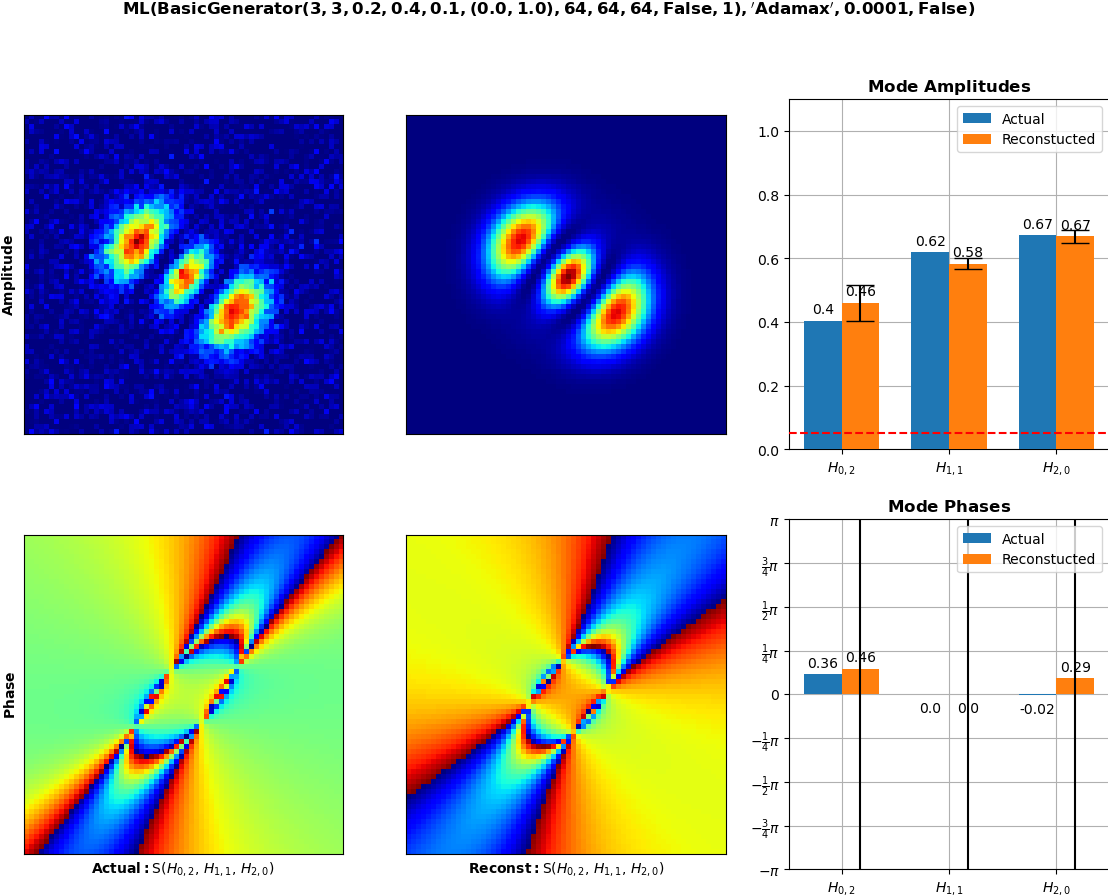 ML(BasicGenerator(3, 3, 0.2, 0.4, 0.1, (0.0, 1.0), 64, 64, 64, False, 1), ′Adamax′, 0.0001, False)
Amplitude
Mode Amplitudes
Actual
Reconstucted
1.0
0.8
0.6
0.4
0.2
0.0
0.4
0.46
0.62
0.58
0.67
0.67
H0,2
H1,1
H2,0
Phase
Actual: S(H0,2, H1,1, H2,0)
Reconst: S(H0,2, H1,1, H2,0)
Mode Phases
Actual
Reconstucted
π
3/4π
1/2π
1/4π
0
−1/4π
−1/2π
−3/4π
−π
0.36
0.46
0.0
0.0
-0.02
0.29
H0,2
H1,1
H2,0